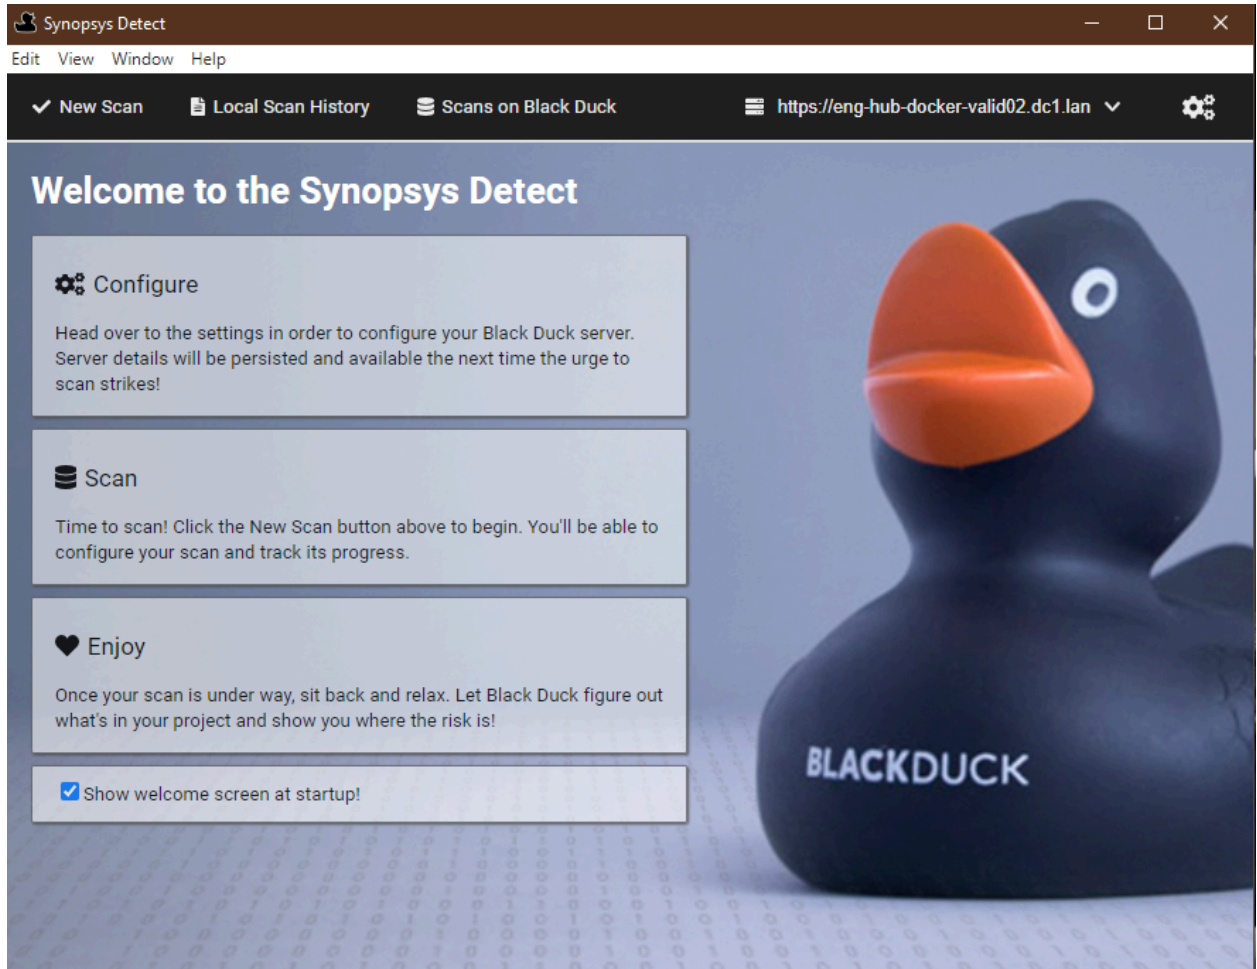 Synopsys Detect
Edit View Window Help
New Scan Local Scan History Scans on Black Duck https://eng-hub-docker-valid02.dc1.lan
Welcome to the Synopsys Detect
Configure
Head over to the settings in order to configure your Black Duck server.
Server details will be persisted and available the next time the urge to
scan strikes!
Scan
Time to scan! Click the New Scan button above to begin. You'll be able to
configure your scan and track its progress.
Enjoy
Once your scan is under way, sit back and relax. Let Black Duck figure out
what's in your project and show you where the risk is!
Show welcome screen at startup!
BLACKDUCK